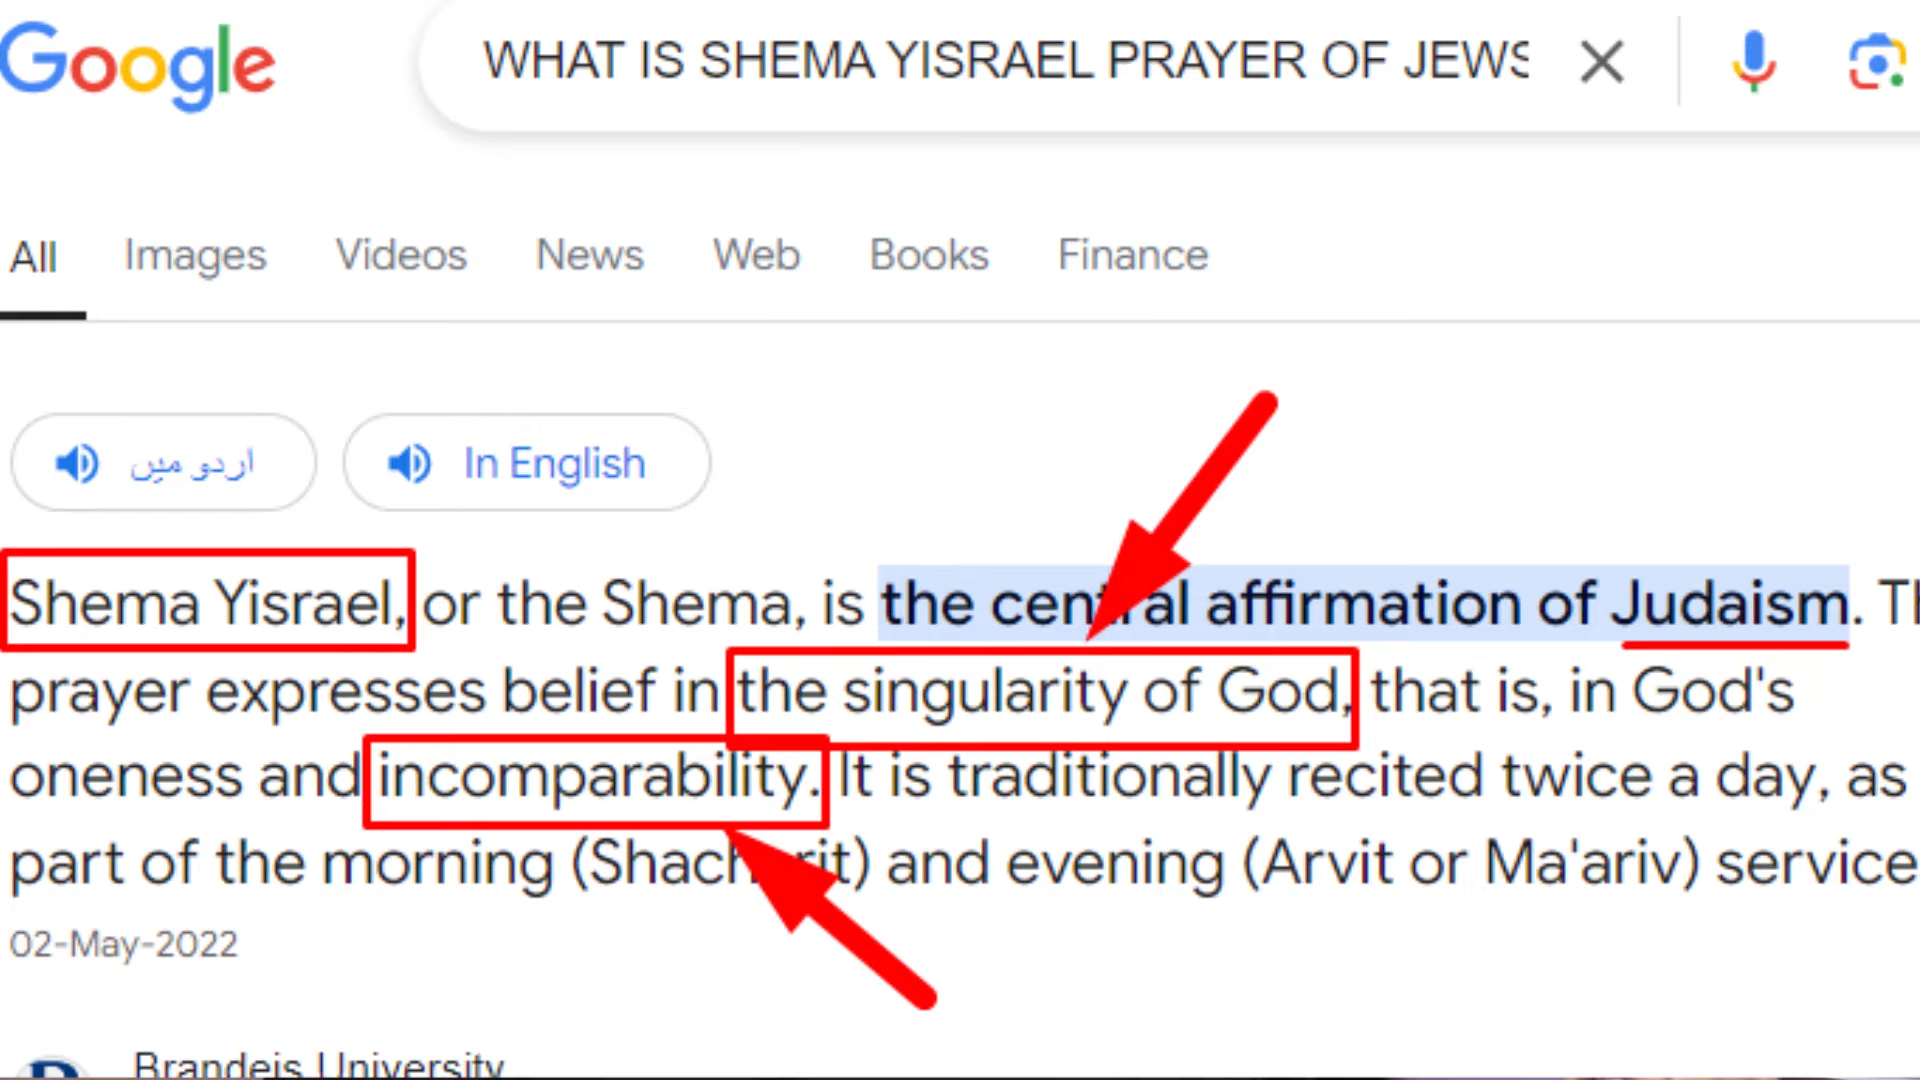 Google
WHAT IS SHEMA YISRAEL PRAYER OF JEWS
All Images Videos News Web Books Finance
اردو میں In English
Shema Yisrael, or the Shema, is the central affirmation of Judaism.
prayer expresses belief in the singularity of God, that is, in God's
oneness and incomparability. It is traditionally recited twice a day, as
part of the morning (Shacharit) and evening (Arvit or Ma'ariv) service
02-May-2022
Brandeis University